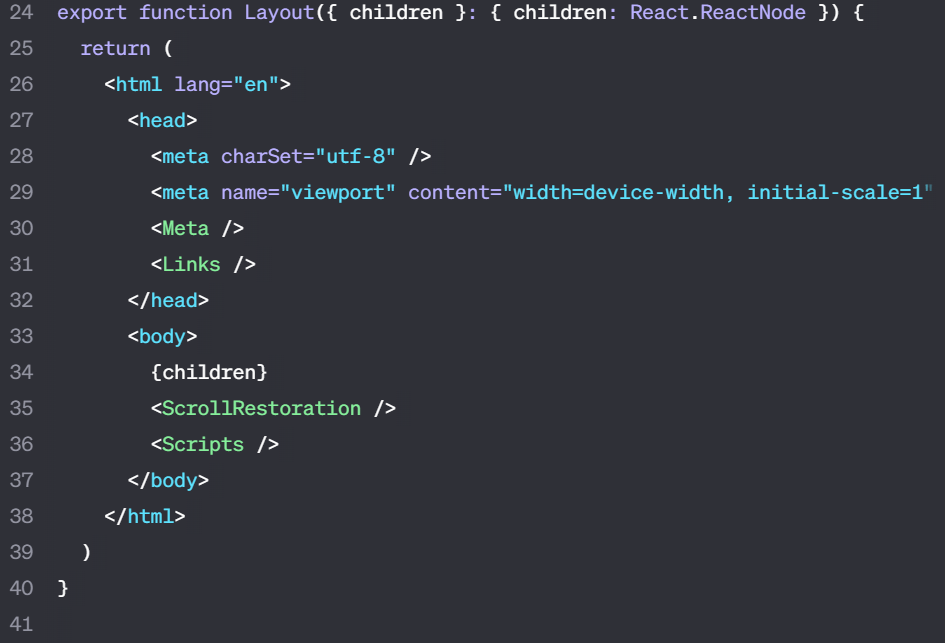 24 export function Layout({ children }: { children: React.ReactNode }) {
25   return (
26     <html lang="en">
27       <head>
28         <meta charSet="utf-8" />
29         <meta name="viewport" content="width=device-width, initial-scale=1"
30         <Meta />
31         <Links />
32       </head>
33       <body>
34         {children}
35         <ScrollRestoration />
36         <Scripts />
37       </body>
38     </html>
39   )
40 }
41